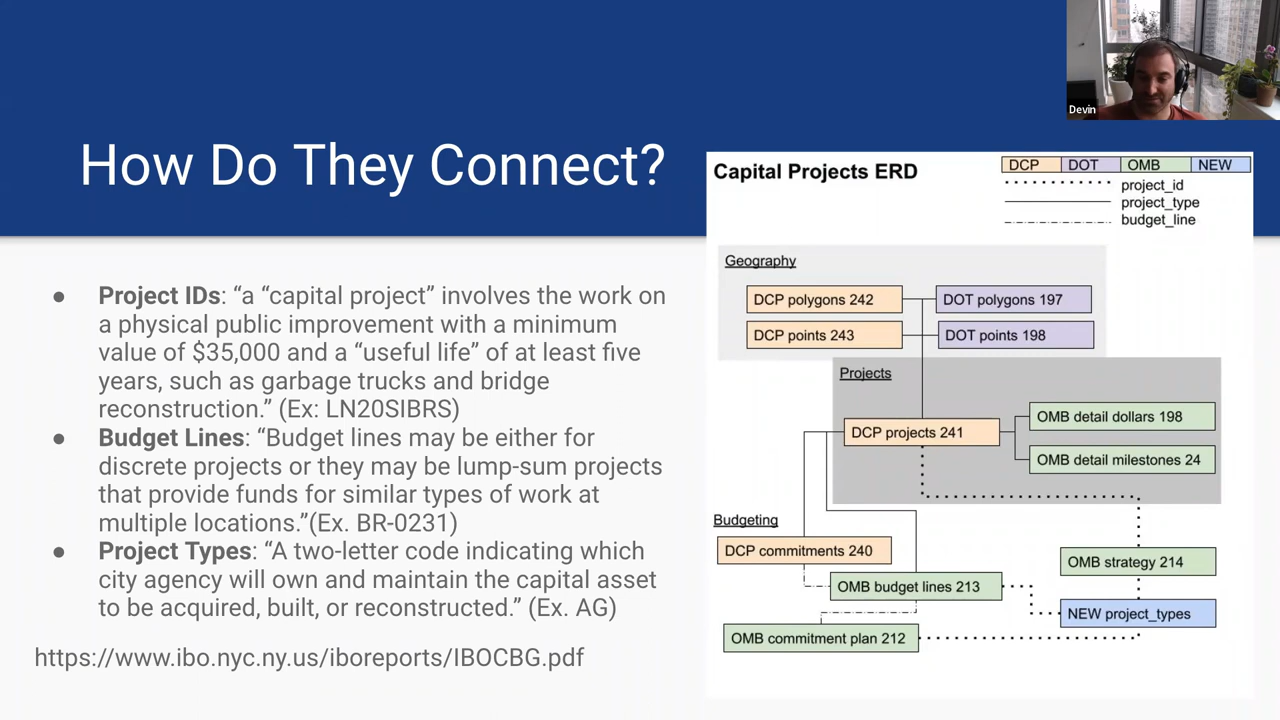 Devin
How Do They Connect?
● Project IDs: “a “capital project” involves the work on
a physical public improvement with a minimum
value of $35,000 and a “useful life” of at least five
years, such as garbage trucks and bridge
reconstruction.” (Ex: LN20SIBRS)
● Budget Lines: “Budget lines may be either for
discrete projects or they may be lump-sum projects
that provide funds for similar types of work at
multiple locations.”(Ex. BR-0231)
● Project Types: “A two-letter code indicating which
city agency will own and maintain the capital asset
to be acquired, built, or reconstructed.” (Ex. AG)
https://www.ibo.nyc.ny.us/iboreports/IBOCBG.pdf
Capital Projects ERD
DCP DOT OMB NEW
project_id
project_type
budget_line
Geography
DCP polygons 242
DOT polygons 197
DCP points 243
DOT points 198
Projects
DCP projects 241
OMB detail dollars 198
OMB detail milestones 24
Budgeting
DCP commitments 240
OMB budget lines 213
OMB commitment plan 212
OMB strategy 214
NEW project_types